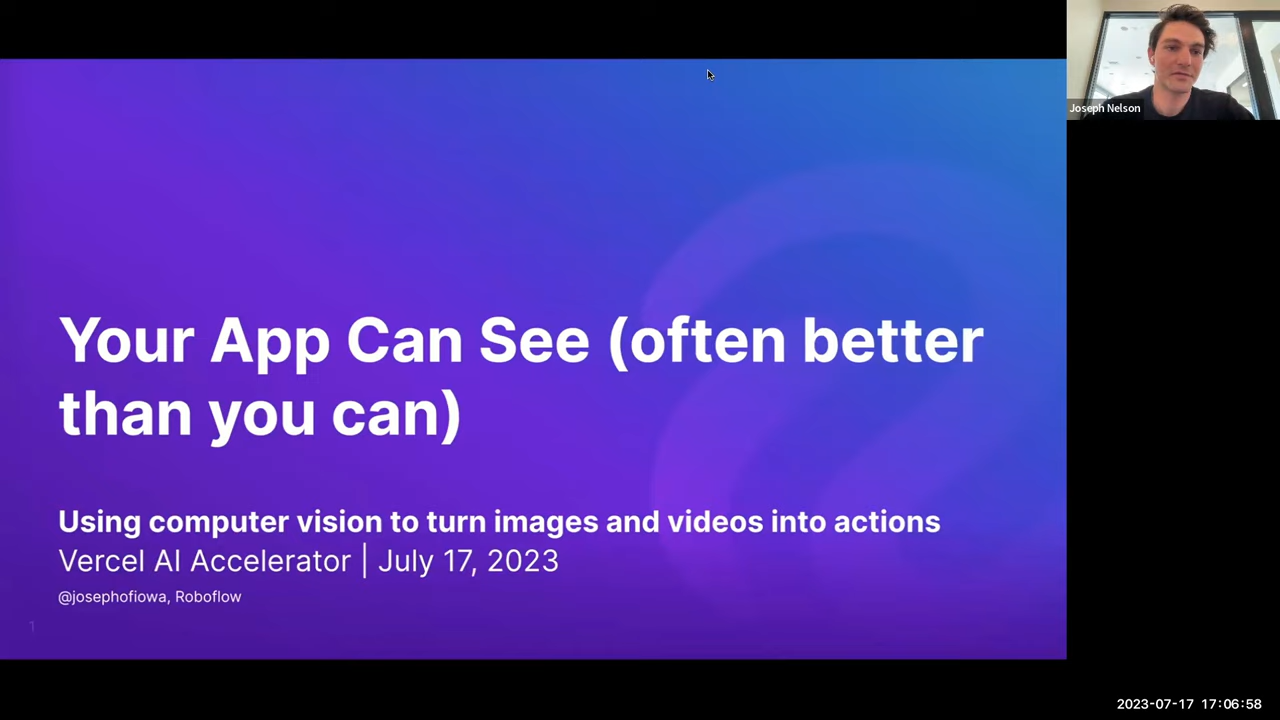 Joseph Nelson
Your App Can See (often better
than you can)
Using computer vision to turn images and videos into actions
Vercel AI Accelerator | July 17, 2023
@josephofiowa, Roboflow
1
2023-07-17 17:06:58